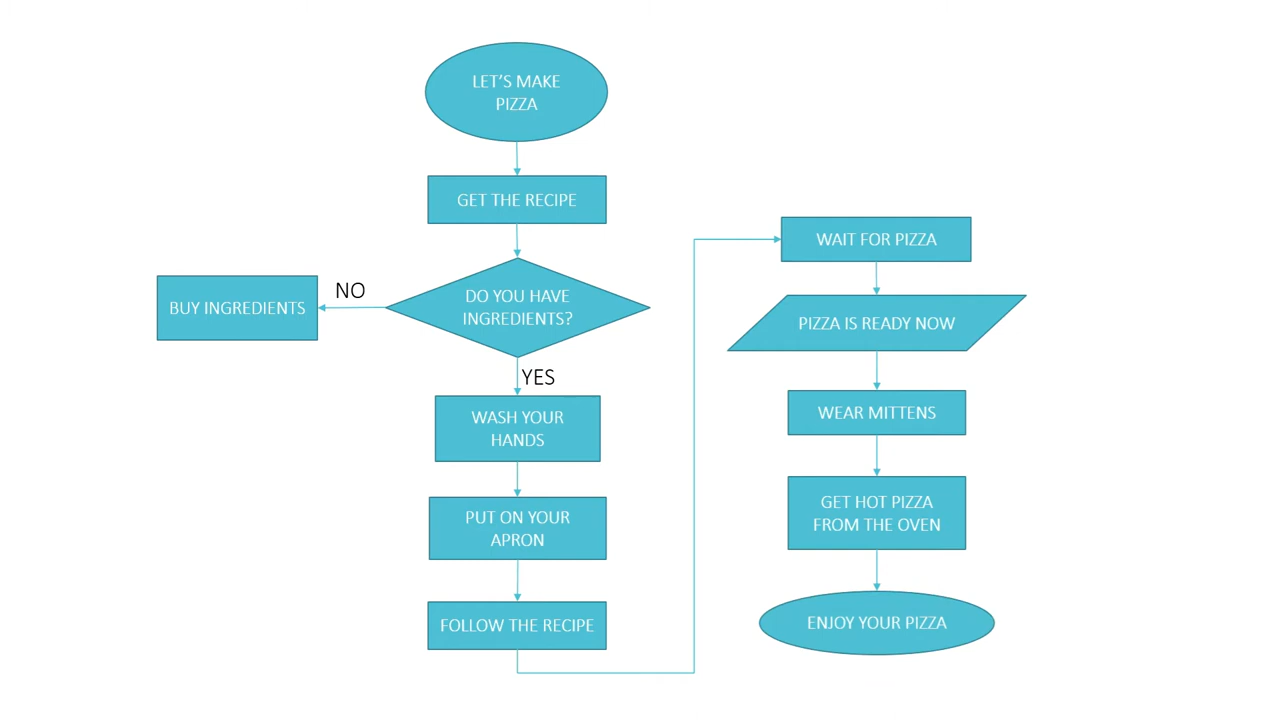 LET’S MAKE
PIZZA
GET THE RECIPE
DO YOU HAVE
INGREDIENTS?
NO
BUY INGREDIENTS
YES
WASH YOUR
HANDS
PUT ON YOUR
APRON
FOLLOW THE RECIPE
WAIT FOR PIZZA
PIZZA IS READY NOW
WEAR MITTENS
GET HOT PIZZA
FROM THE OVEN
ENJOY YOUR PIZZA